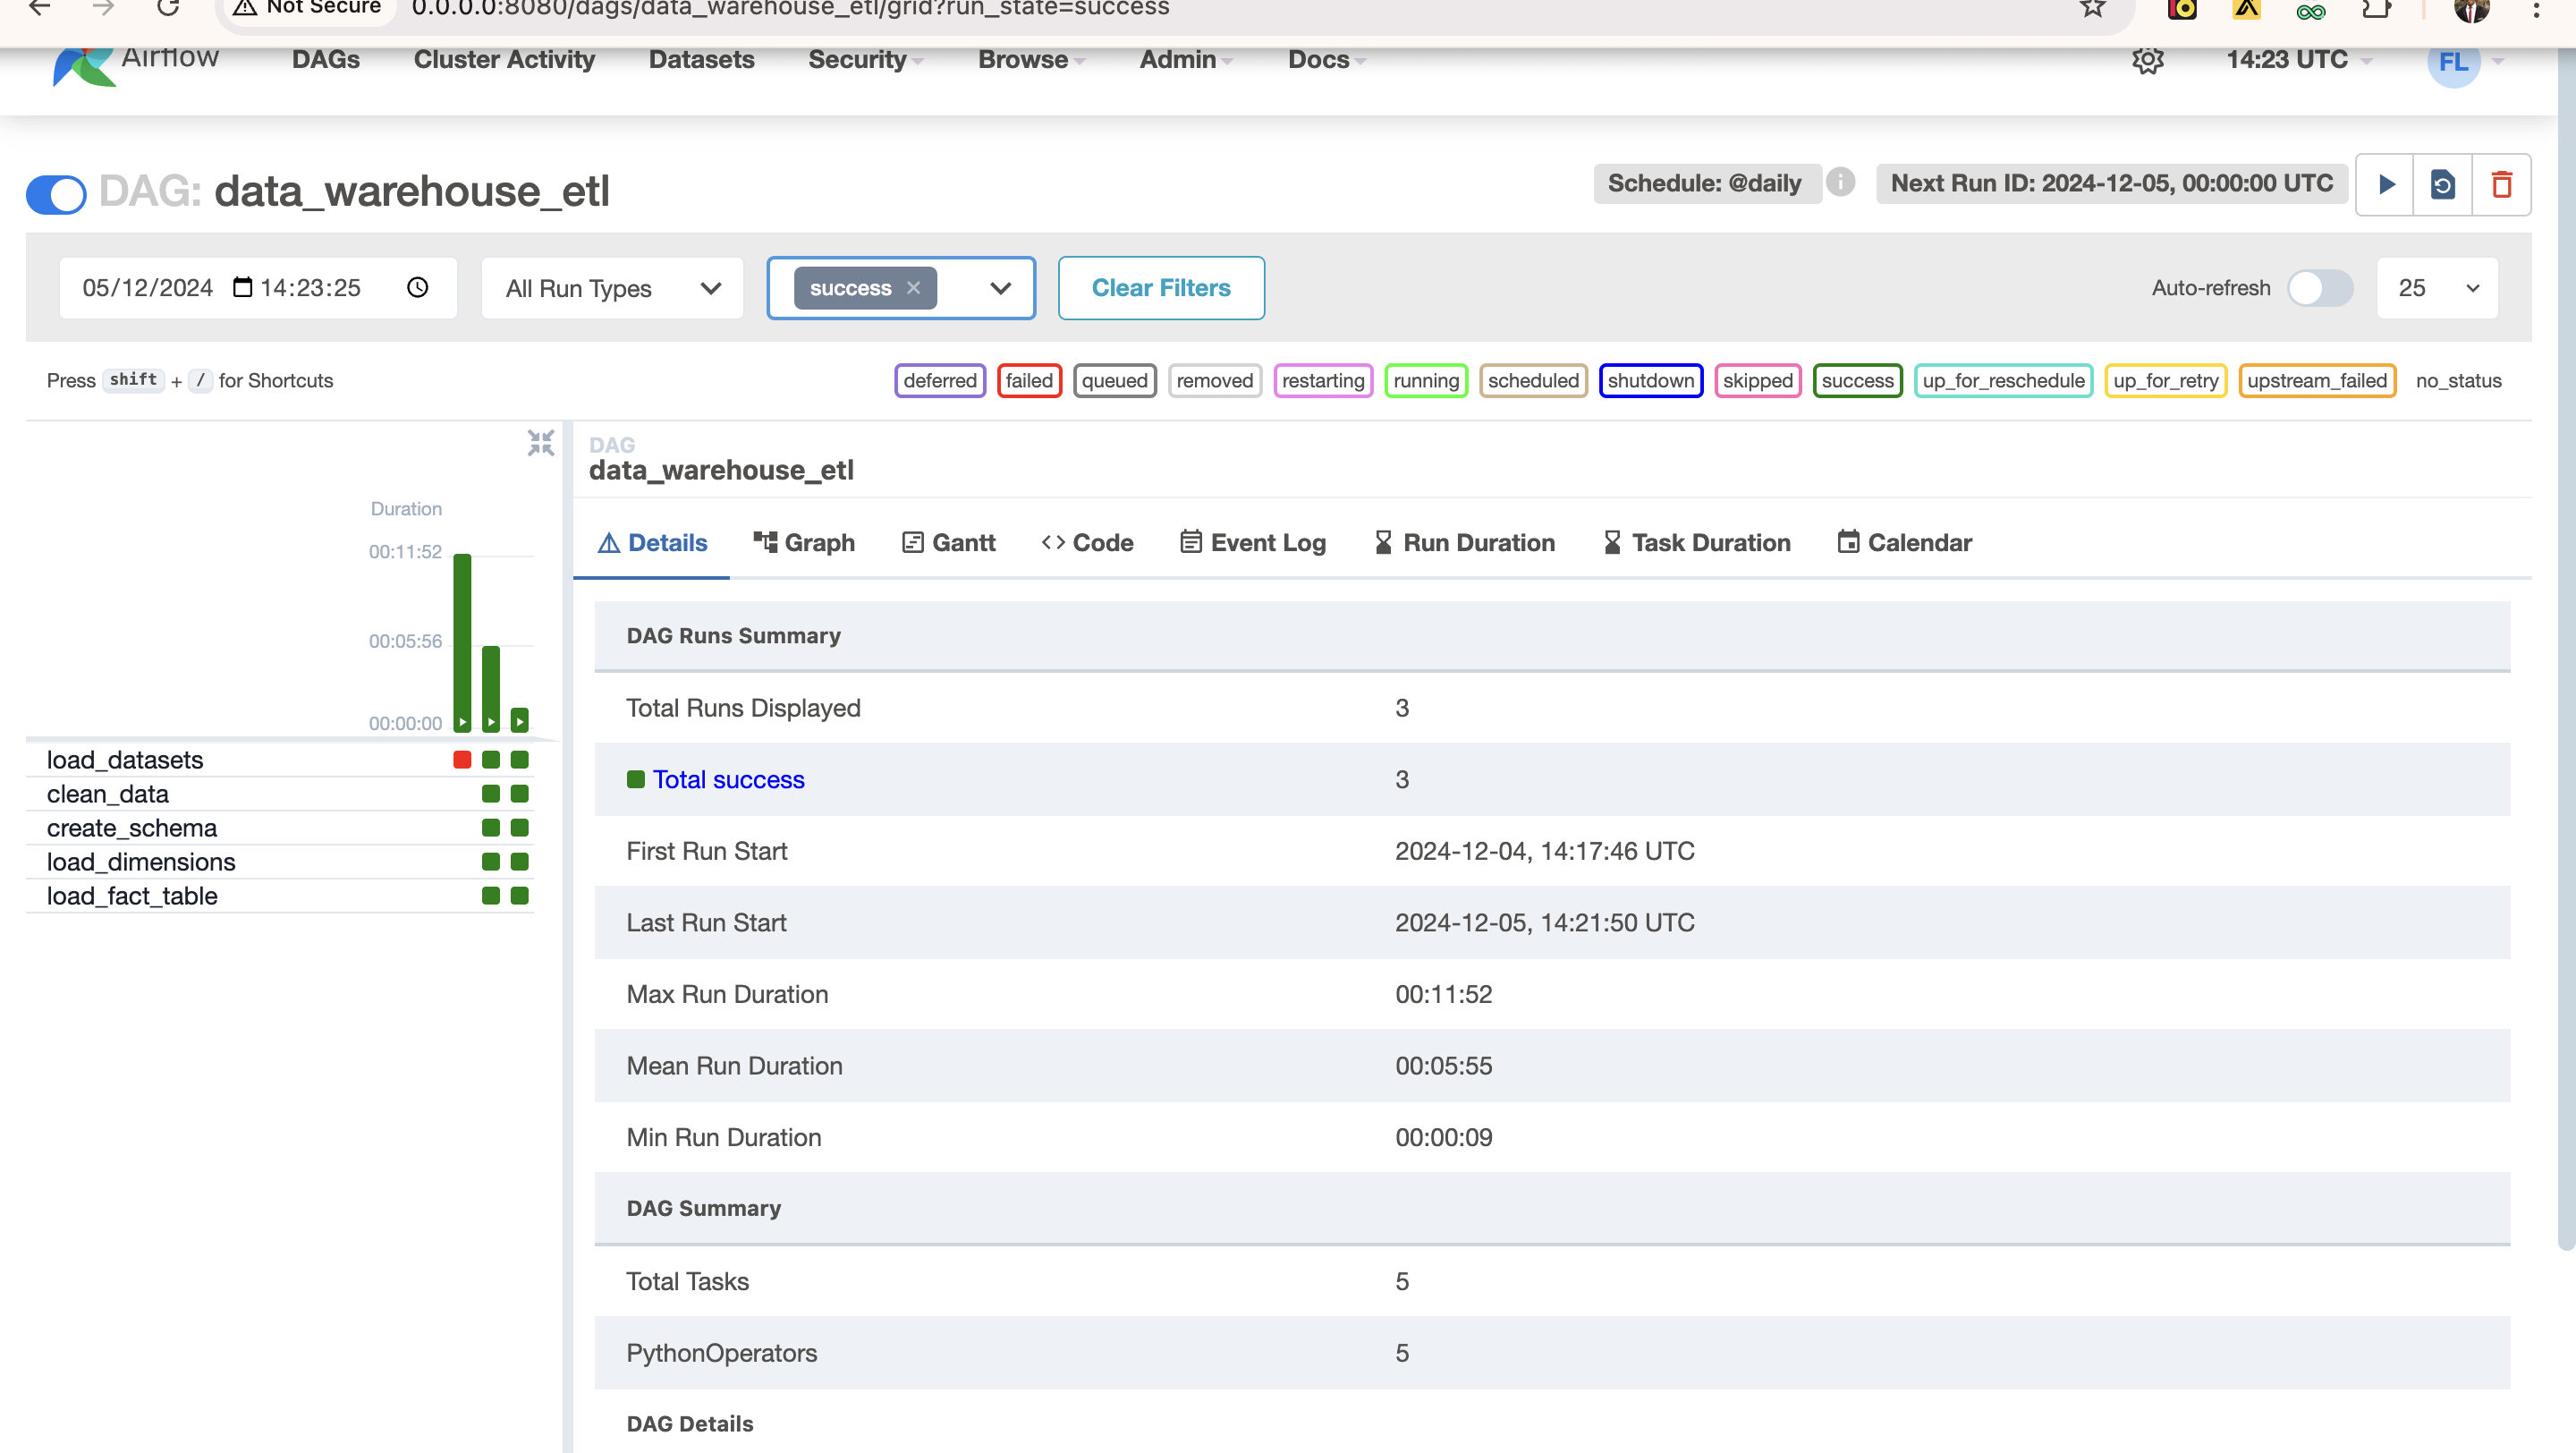 Not Secure 0.0.0.0:8080/dags/data_warehouse_etl/grid?run_state=success
Airflow DAGs Cluster Activity Datasets Security Browse Admin Docs 14:23 UTC FL
DAG: data_warehouse_etl Schedule: @daily Next Run ID: 2024-12-05, 00:00:00 UTC
05/12/2024 14:23:25 All Run Types success Clear Filters Auto-refresh 25
Press shift + / for Shortcuts deferred failed queued removed restarting running scheduled shutdown skipped success up_for_reschedule up_for_retry upstream_failed no_status
Duration
00:11:52
00:05:56
00:00:00
load_datasets
clean_data
create_schema
load_dimensions
load_fact_table
DAG
data_warehouse_etl
Details Graph Gantt Code Event Log Run Duration Task Duration Calendar
DAG Runs Summary
Total Runs Displayed 3
Total success 3
First Run Start 2024-12-04, 14:17:46 UTC
Last Run Start 2024-12-05, 14:21:50 UTC
Max Run Duration 00:11:52
Mean Run Duration 00:05:55
Min Run Duration 00:00:09
DAG Summary
Total Tasks 5
PythonOperators 5
DAG Details